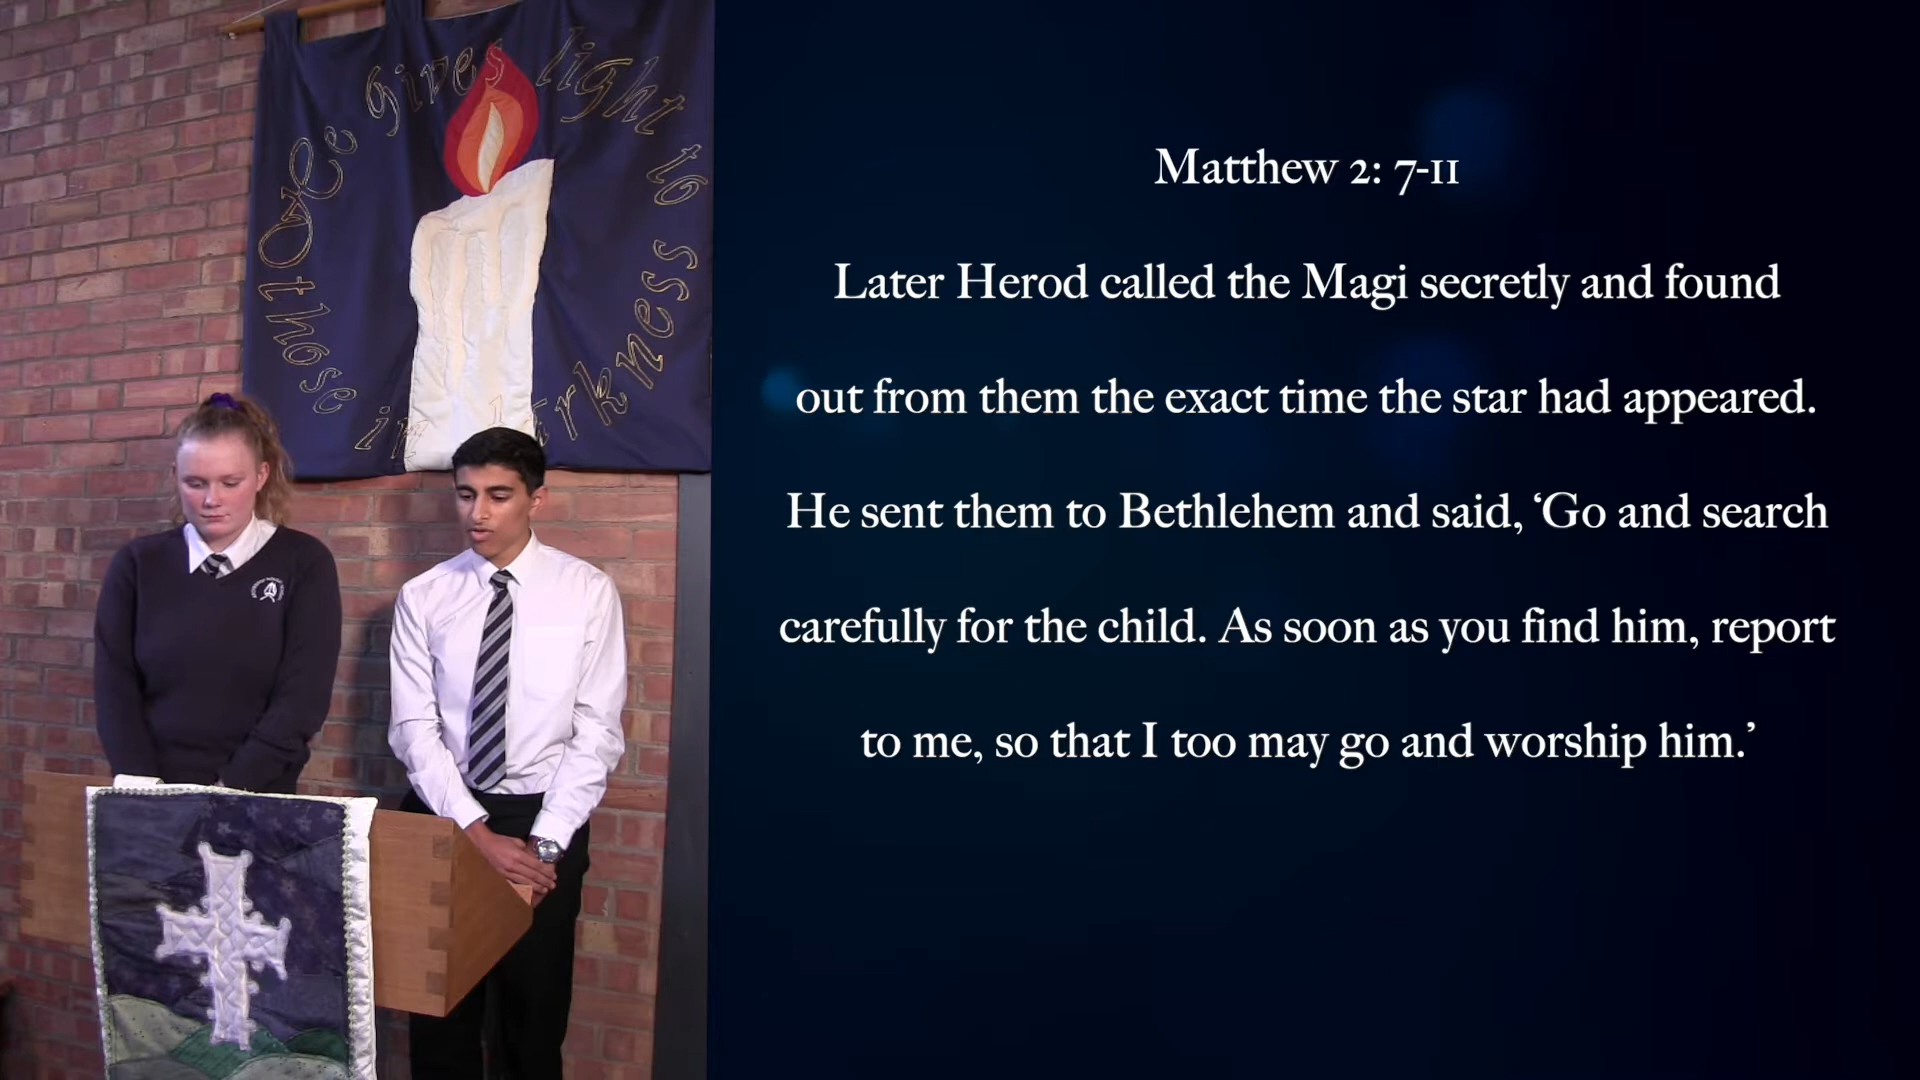 He gives light to
those in darkness
Matthew 2: 7-11
Later Herod called the Magi secretly and found
out from them the exact time the star had appeared.
He sent them to Bethlehem and said, ‘Go and search
carefully for the child. As soon as you find him, report
to me, so that I too may go and worship him.’